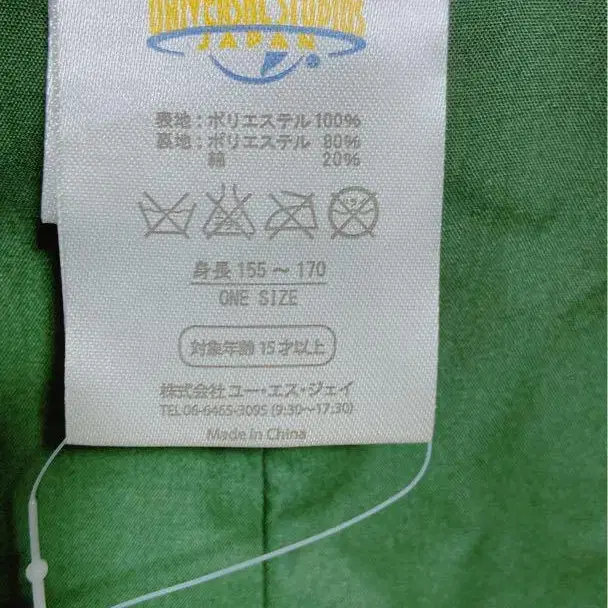 UNIVERSAL STUDIOS
JAPAN
表地：ポリエステル 100%
裏地：ポリエステル 80%
綿 20%
身長 155～170
ONE SIZE
対象年齢 15 才以上
株式会社 ユー・エス・ジェイ
TEL 06-6465-3095 (9:30～17:30)
Made in China